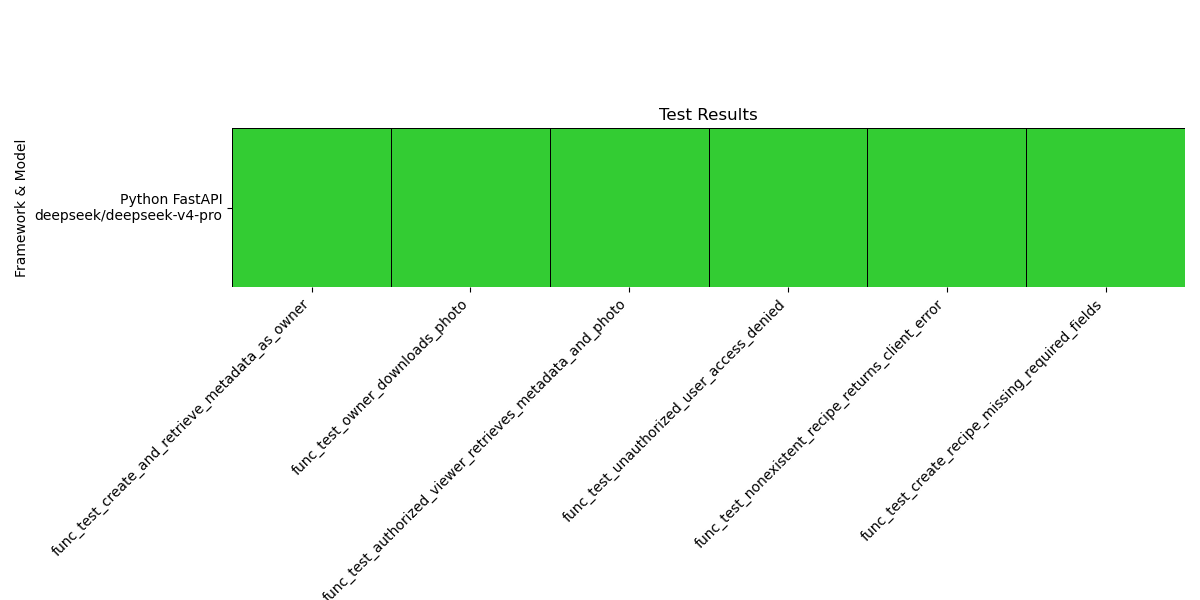 Test Results
Framework & Model
Python FastAPI
deepseek/deepseek-v4-pro
func_test_create_and_retrieve_metadata_as_owner
func_test_owner_downloads_photo
func_test_authorized_viewer_retrieves_metadata_and_photo
func_test_unauthorized_user_access_denied
func_test_nonexistent_recipe_returns_client_error
func_test_create_recipe_missing_required_fields